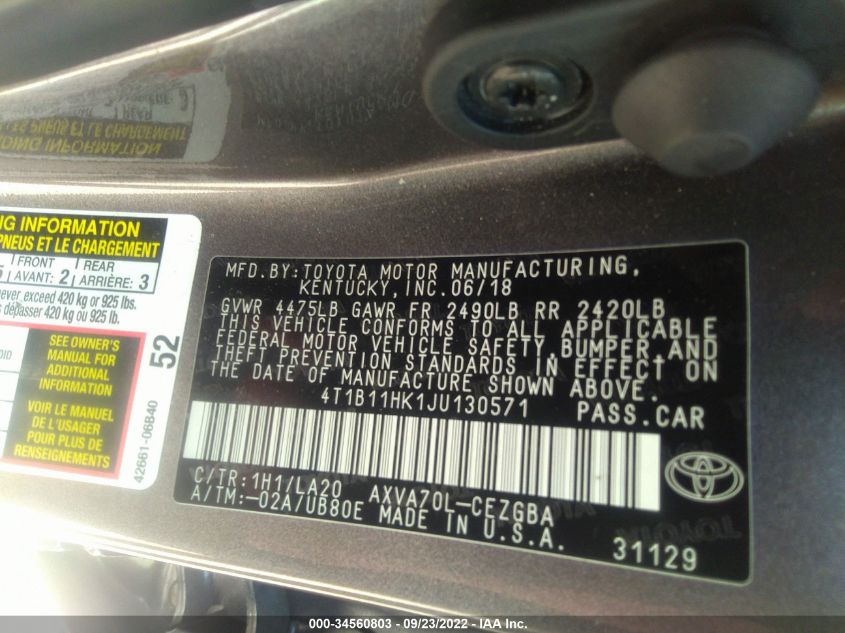 NG INFORMATION
PNEUS ET LE CHARGEMENT
5 FRONT REAR
AVANT: 2 ARRIÈRE: 3
never exceed 420 kg or 925 lbs.
dépasser 420 kg ou 925 lb.
SEE OWNER'S
MANUAL FOR
ADDITIONAL
INFORMATION
VOIR LE MANUEL
DE L'USAGER
POUR PLUS DE
RENSEIGNEMENTS
52
42661-06B40
MFD.BY:TOYOTA MOTOR MANUFACTURING,
KENTUCKY, INC.06/18
GVWR 4475LB GAWR FR 2490LB RR 2420LB
THIS VEHICLE CONFORMS TO ALL APPLICABLE
FEDERAL MOTOR VEHICLE SAFETY,BUMPER,AND
THEFT PREVENTION STANDARDS IN EFFECT ON
THE DATE OF MANUFACTURE SHOWN ABOVE.
4T1B11HK1JU130571 PASS.CAR
C/TR:1H1/LA20 AXVA70L-CEZGBA
A/TM:-02A/UB80E MADE IN U.S.A.
31129
TOYOTA
000-34560803 - 09/23/2022 - IAA Inc.